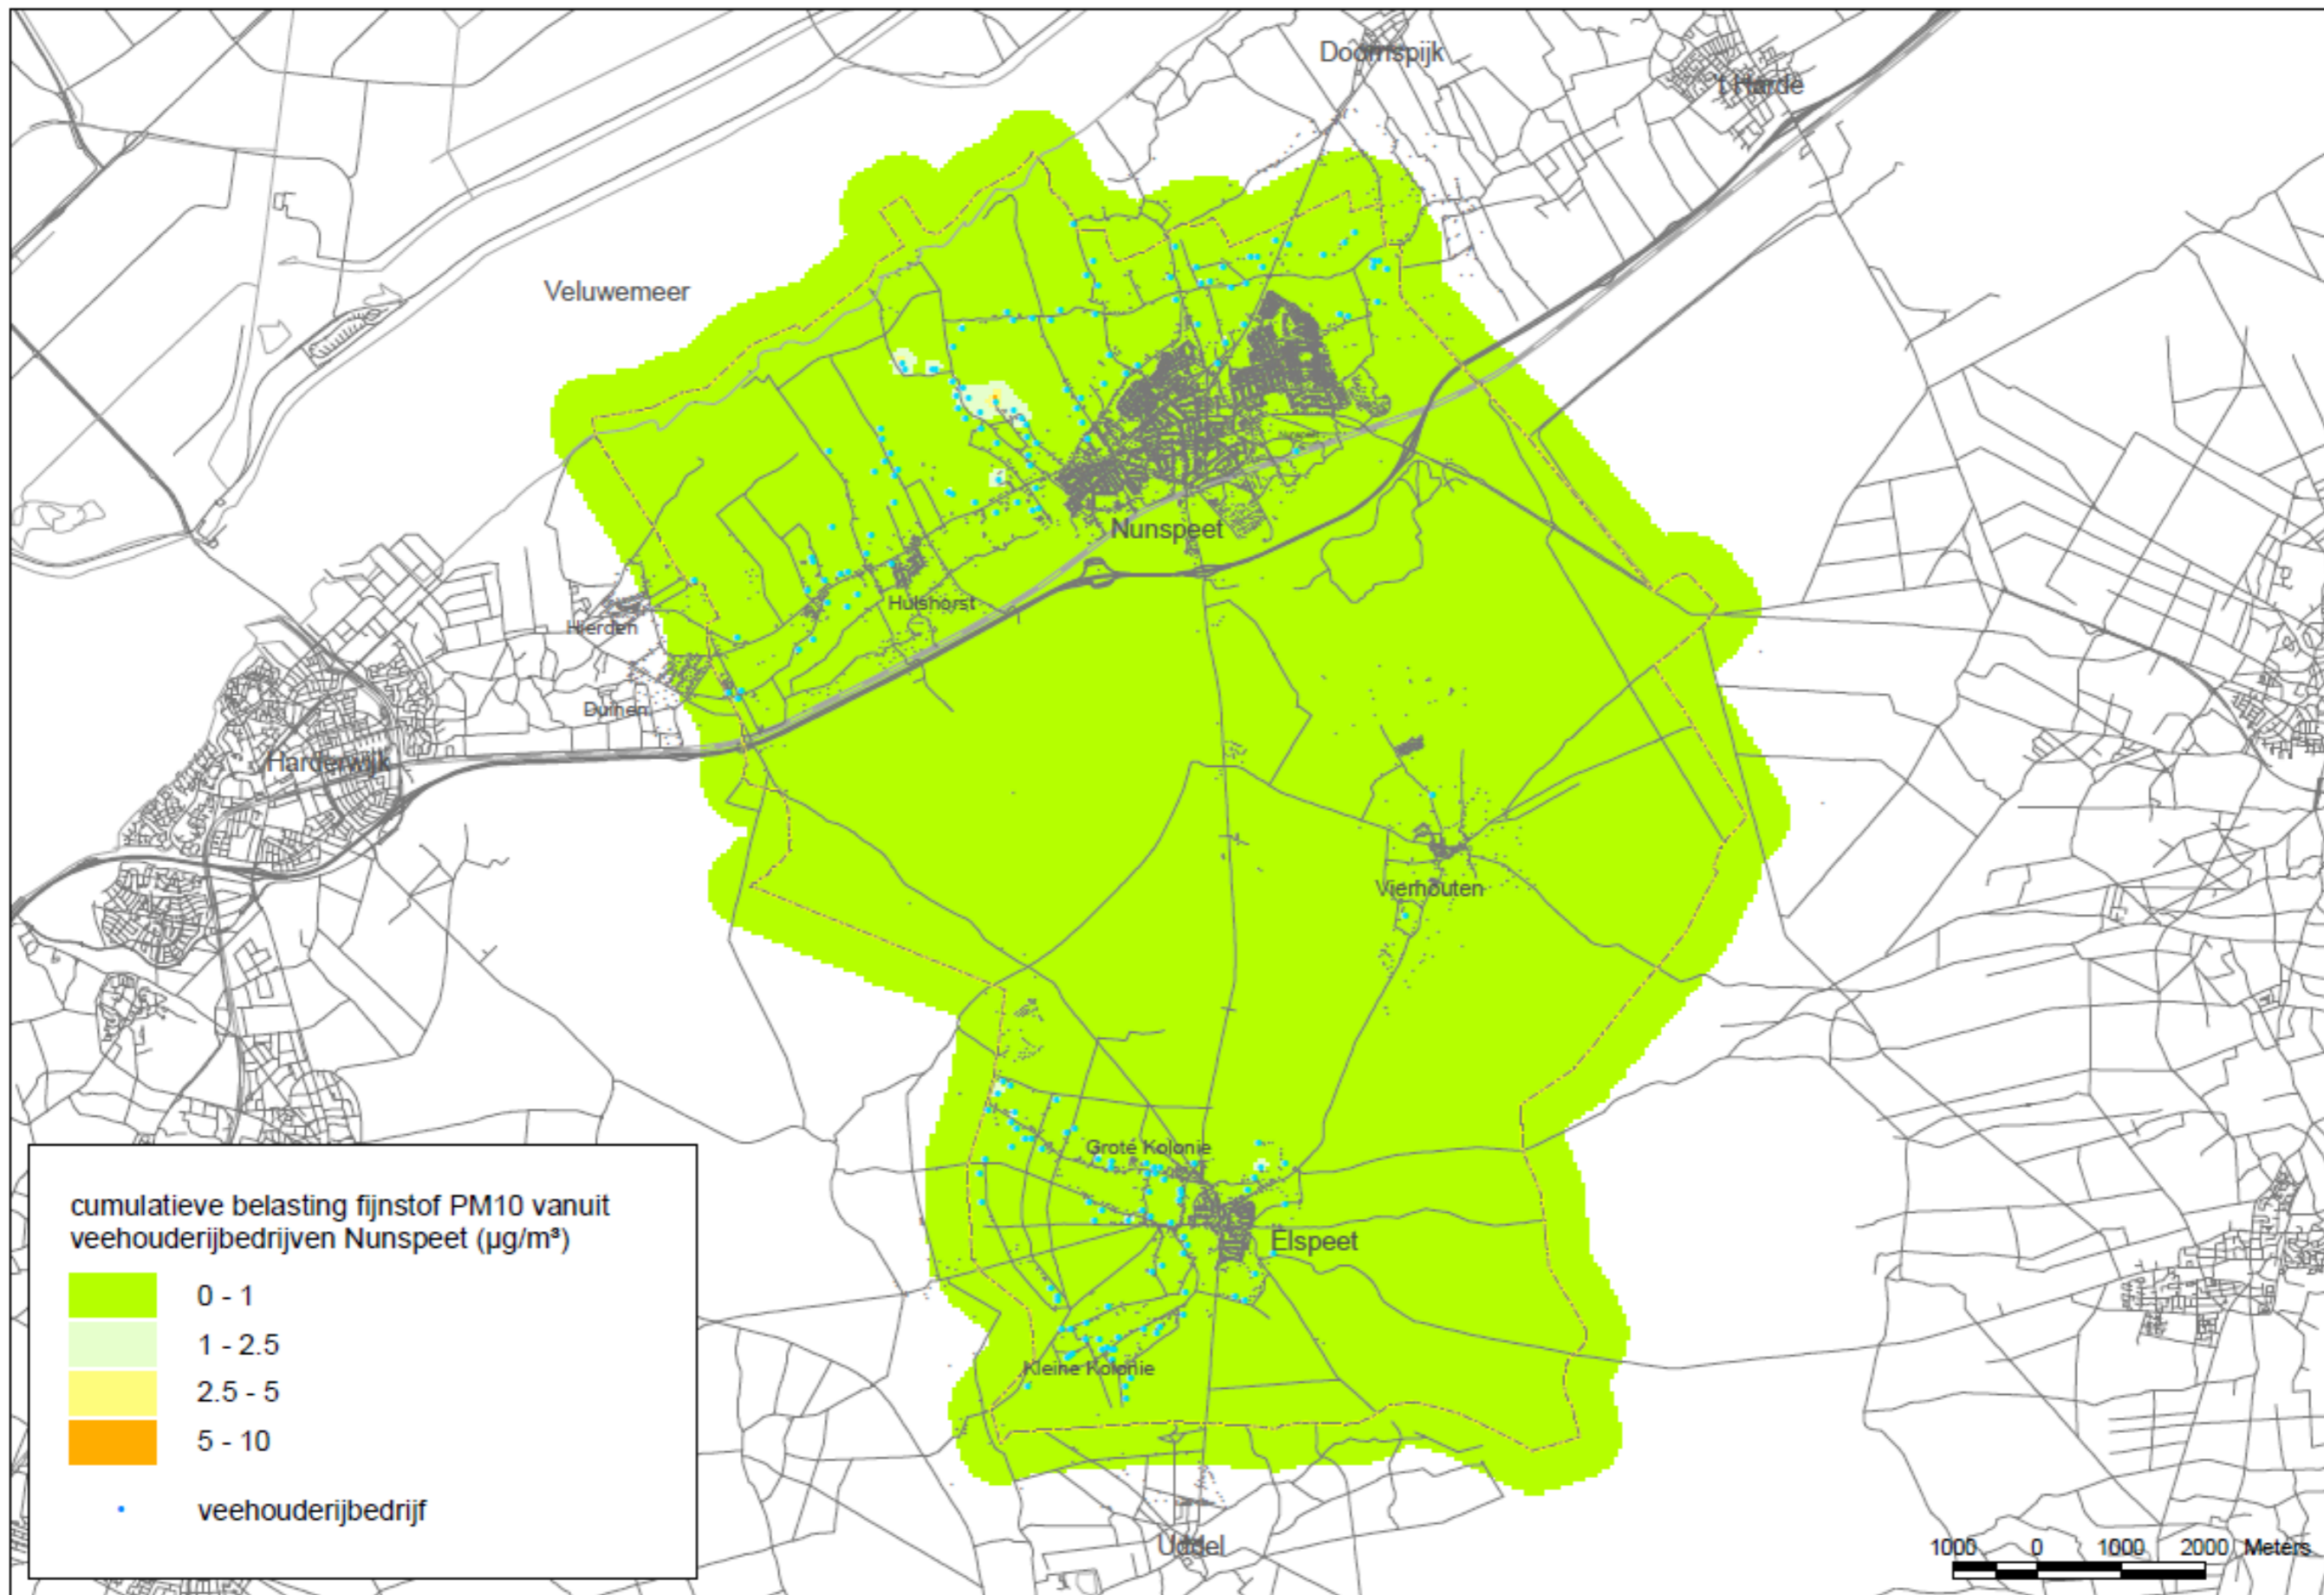 Doornspijk
't Harde
Veluwemeer
Nunspeet
Nunspeet
Hulshorst
Hierden
Duinen
Harderwijk
Vierhouten
Grote Kolonie
Elspeet
Kleine Kolonie
Uddel
cumulatieve belasting fijnstof PM10 vanuit
veehouderijbedrijven Nunspeet (µg/m³)
0 - 1
1 - 2.5
2.5 - 5
5 - 10
veehouderijbedrijf
1000 0 1000 2000 Meters